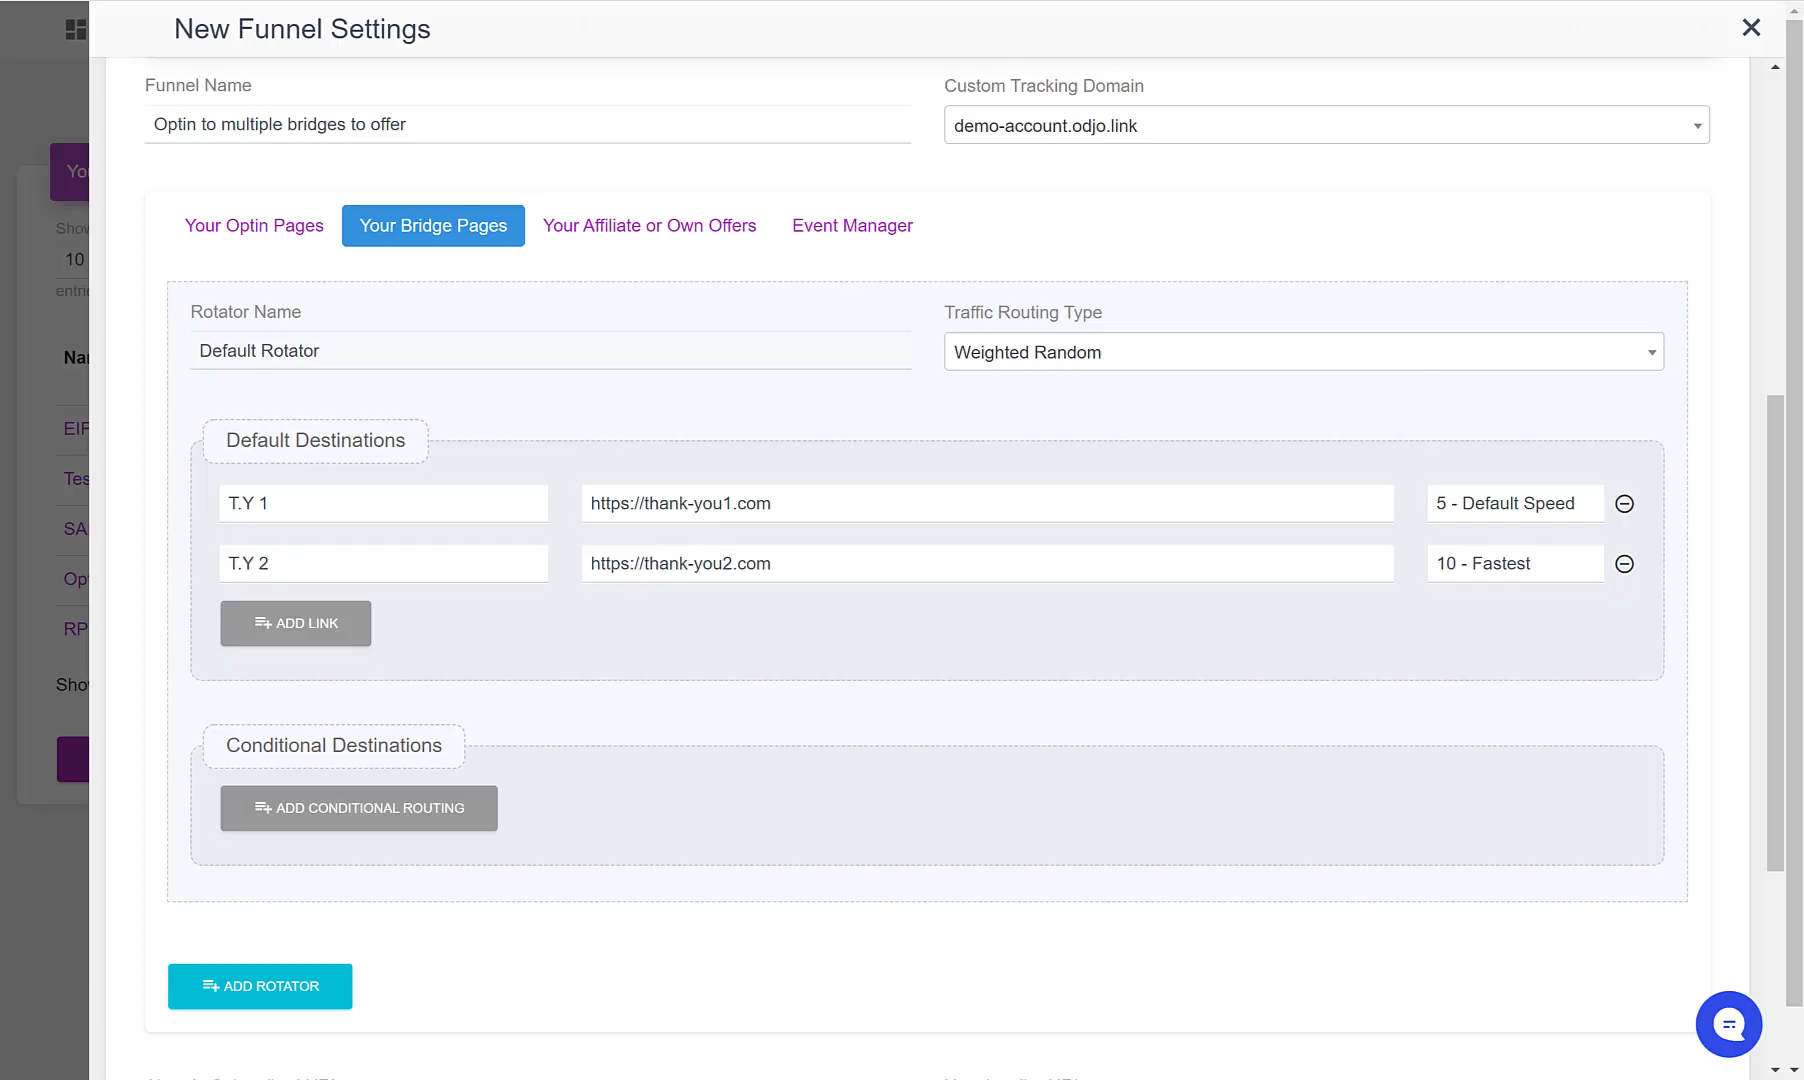 New Funnel Settings
Funnel Name
Custom Tracking Domain
Optin to multiple bridges to offer
demo-account.odjo.link
Your Optin Pages
Your Bridge Pages
Your Affiliate or Own Offers
Event Manager
10
Rotator Name
Traffic Routing Type
Default Rotator
Weighted Random
Default Destinations
T.Y 1
https://thank-you1.com
5 - Default Speed
T.Y 2
https://thank-you2.com
10 - Fastest
ADD LINK
Conditional Destinations
ADD CONDITIONAL ROUTING
ADD ROTATOR